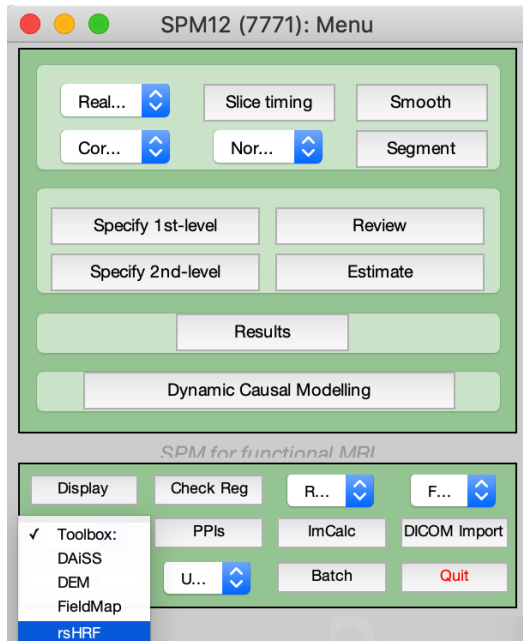 SPM12 (7771): Menu
Real... Slice timing Smooth
Cor... Nor... Segment
Specify 1st-level Review
Specify 2nd-level Estimate
Results
Dynamic Causal Modelling
SPM for functional MRI
Display Check Reg R... F...
✓ Toolbox: PPIs ImCalc DICOM Import
DAiSS
DEM U... Batch Quit
FieldMap
rsHRF